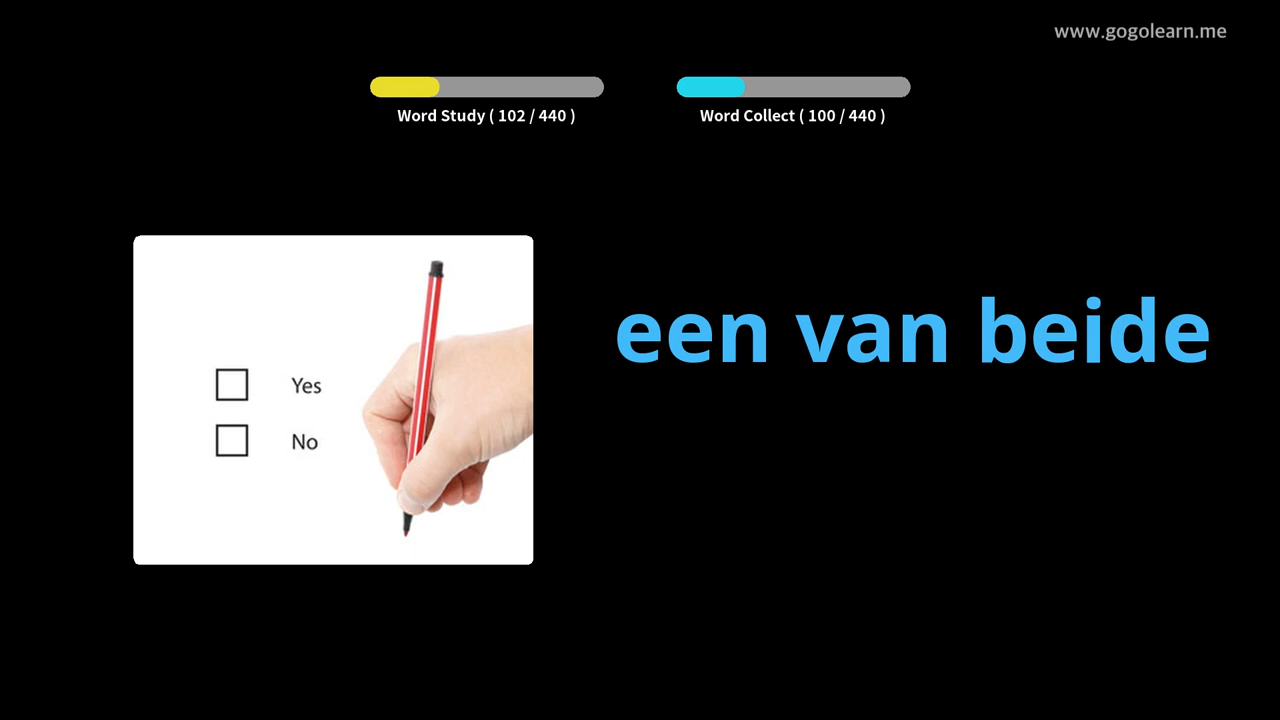 www.gogolearn.me
Word Study ( 102 / 440 )
Word Collect ( 100 / 440 )
een van beide
Yes
No